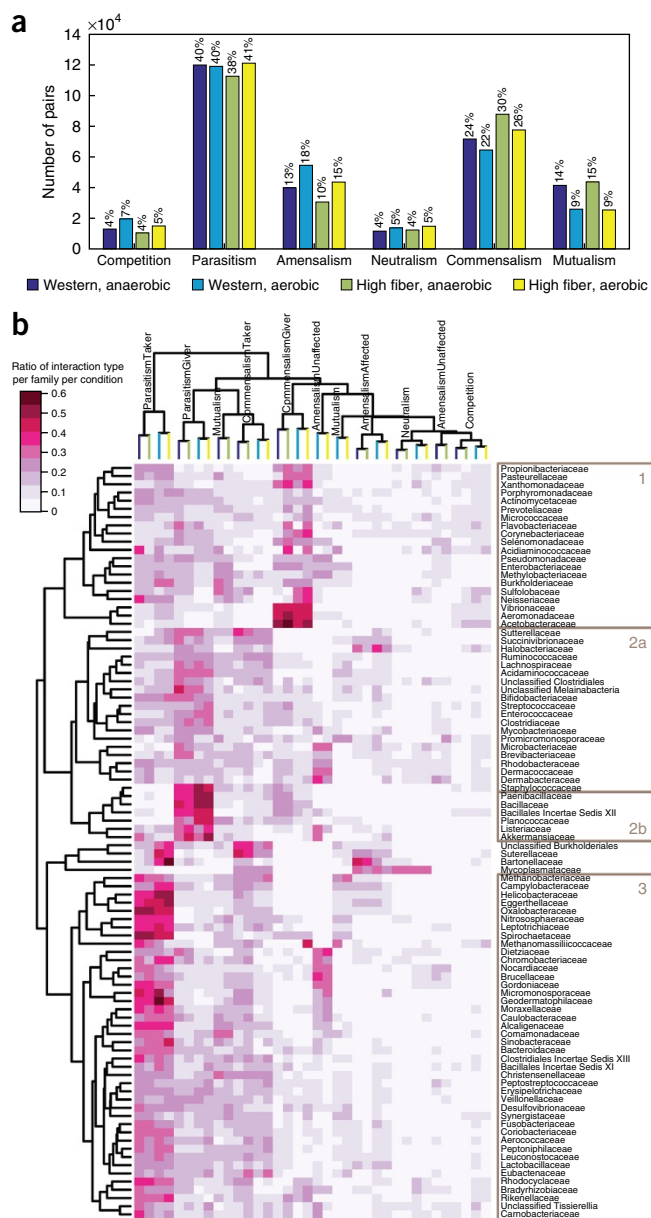 a
×10⁴
14
12
10
8
6
4
2
0
Number of pairs
4%
7%
4%
5%
40%
40%
38%
41%
13%
18%
10%
15%
4%
5%
4%
5%
24%
22%
30%
26%
14%
9%
15%
9%
Competition
Parasitism
Amensalism
Neutralism
Commensalism
Mutualism
Western, anaerobic
Western, aerobic
High fiber, anaerobic
High fiber, aerobic
b
Ratio of interaction type
per family per condition
0.6
0.5
0.4
0.3
0.2
0.1
0
ParasitismTaker
ParasitismGiver
Mutualism
CommensalismTaker
CommensalismGiver
AmensalismUnaffected
Mutualism
AmensalismAffected
Neutralism
AmensalismUnaffected
Competition
1
Propionibacteriaceae
Pasteurellaceae
Xanthomonadaceae
Porphyromonadaceae
Actinomycetaceae
Prevoteliaceae
Micrococcaceae
Flavobacteriaceae
Corynebacteriaceae
Selenomonadaceae
Acidiaminococcaceae
Pseudomonadaceae
Enterobacteriaceae
Methylobacteriaceae
Burkholderiaceae
Sulfolobaceae
Neisseriaceae
Vibrionaceae
Aeromonadaceae
Acetobacteraceae
2a
Sutterellaceae
Succinivibrionaceae
Halobacteriaceae
Ruminococcaceae
Lachnospiraceae
Acidaminococcaceae
Unclassified Clostridiales
Unclassified Melainabacteria
Bifidobacteriaceae
Streptococcaceae
Enterococcaceae
Clostridiaceae
Mycobacteriaceae
Promicromonosporaceae
Microbacteriaceae
Brevibacteriaceae
Rhodobacteraceae
Dermacoccaceae
Dermabacteraceae
Staphylococcaceae
2b
Paenibacillaceae
Bacillaceae
Bacillales Incertae Sedis XII
Planococcaceae
Listeriaceae
Akkermansiaceae
Unclassified Burkholderiales
Suterellaceae
Bartonellaceae
Mycoplasmataceae
3
Methanobacteriaceae
Campylobacteraceae
Helicobacteraceae
Eggerthellaceae
Oxalobacteraceae
Nitrososphaeraceae
Leptotrichiaceae
Spirochaetaceae
Methanomassiliicoccaceae
Dietziaceae
Chromobacteriaceae
Nocardiaceae
Brucellaceae
Gordoniaceae
Micromonosporaceae
Geodermatophilaceae
Moraxellaceae
Caulobacteraceae
Alcaligenaceae
Comamonadaceae
Sinobacteraceae
Bacteroidaceae
Clostridiales Incertae Sedis XIII
Bacillales Incertae Sedis XI
Christensenellaceae
Peptostreptococcaceae
Erysipelotrichaceae
Veillonellaceae
Desulfovibrionaceae
Synergistaceae
Fusobacteriaceae
Coriobacteriaceae
Aerococcaceae
Peptoniphilaceae
Leuconostocaceae
Lactobacillaceae
Eubactenaceae
Rhodocyclaceae
Bradyrhizobiaceae
Rikenellaceae
Unclassified Tissierellia
Carnobacteriaceae